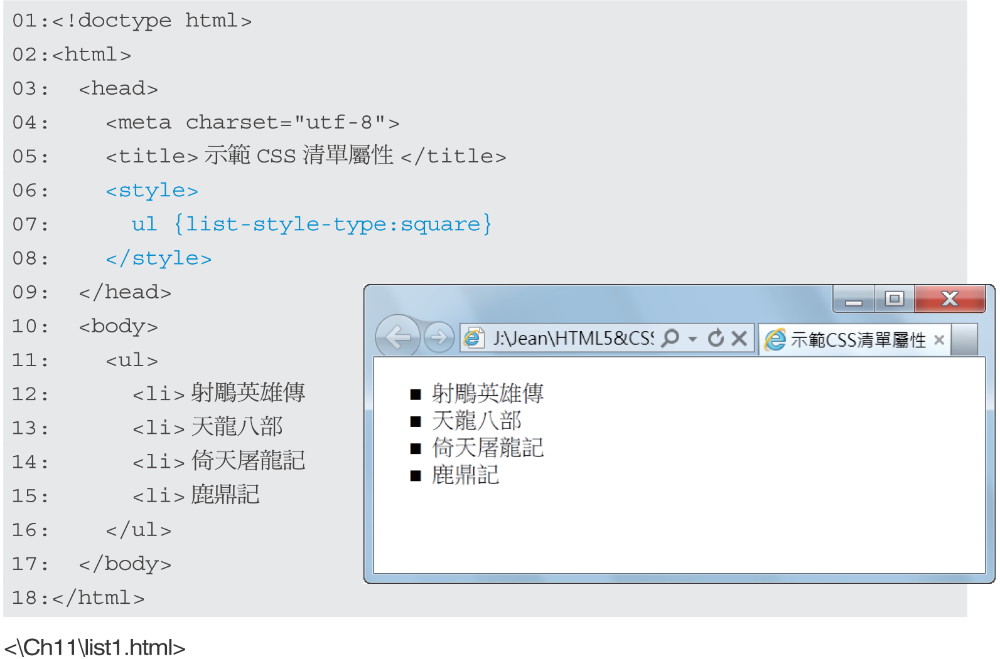 01:<!doctype html>
02:<html>
03:  <head>
04:    <meta charset="utf-8">
05:    <title> 示範 CSS 清單屬性 </title>
06:    <style>
07:      ul {list-style-type:square}
08:    </style>
09:  </head>
10:  <body>
11:    <ul>
12:      <li> 射鵰英雄傳
13:      <li> 天龍八部
14:      <li> 倚天屠龍記
15:      <li> 鹿鼎記
16:    </ul>
17:  </body>
18:</html>
J:\Jean\HTML5&CSS
示範CSS清單屬性
■ 射鵰英雄傳
■ 天龍八部
■ 倚天屠龍記
■ 鹿鼎記
<\Ch11\list1.html>